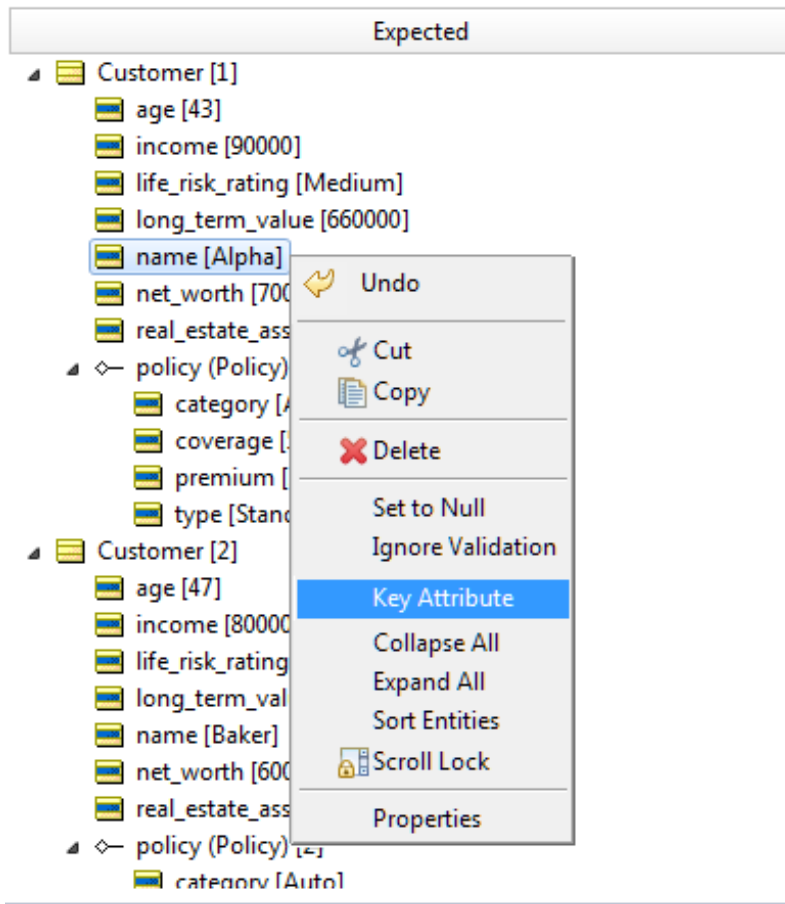 Expected
Customer [1]
age [43]
income [90000]
life_risk_rating [Medium]
long_term_value [660000]
name [Alpha]
net_worth [700
real_estate_ass
policy (Policy)
category [A
coverage [
premium [
type [Stand
Customer [2]
age [47]
income [80000
life_risk_rating
long_term_val
name [Baker]
net_worth [600
real_estate_ass
policy (Policy) [2]
category [Auto]
Undo
Cut
Copy
Delete
Set to Null
Ignore Validation
Key Attribute
Collapse All
Expand All
Sort Entities
Scroll Lock
Properties